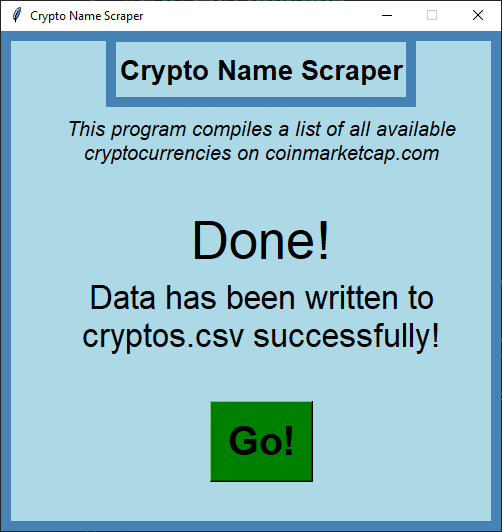 Crypto Name Scraper
Crypto Name Scraper
This program compiles a list of all available
cryptocurrencies on coinmarketcap.com
Done!
Data has been written to
cryptos.csv successfully!
Go!